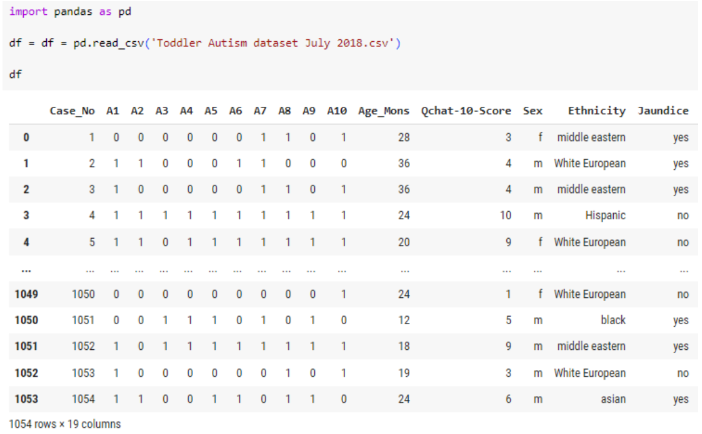 import pandas as pd
df = df = pd.read_csv('Toddler Autism dataset July 2018.csv')
df
Case_No A1 A2 A3 A4 A5 A6 A7 A8 A9 A10 Age_Mons Qchat-10-Score Sex Ethnicity Jaundice
0 1 0 0 0 0 0 0 1 1 0 1 28 3 f middle eastern yes
1 2 1 1 0 0 0 1 1 0 0 0 36 4 m White European yes
2 3 1 0 0 0 0 0 1 1 0 1 36 4 m middle eastern yes
3 4 1 1 1 1 1 1 1 1 1 1 24 10 m Hispanic no
4 5 1 1 0 1 1 1 1 1 1 1 20 9 f White European no
... ... ... ... ... ... ... ... ... ... ... ... ... ... ... ... ...
1049 1050 0 0 0 0 0 0 0 0 0 1 24 1 f White European no
1050 1051 0 0 1 1 1 0 1 0 1 0 12 5 m black yes
1051 1052 1 0 1 1 1 1 1 1 1 1 18 9 m middle eastern yes
1052 1053 1 0 0 0 0 0 0 1 0 1 19 3 m White European no
1053 1054 1 1 0 0 1 1 0 1 1 0 24 6 m asian yes
1054 rows × 19 columns